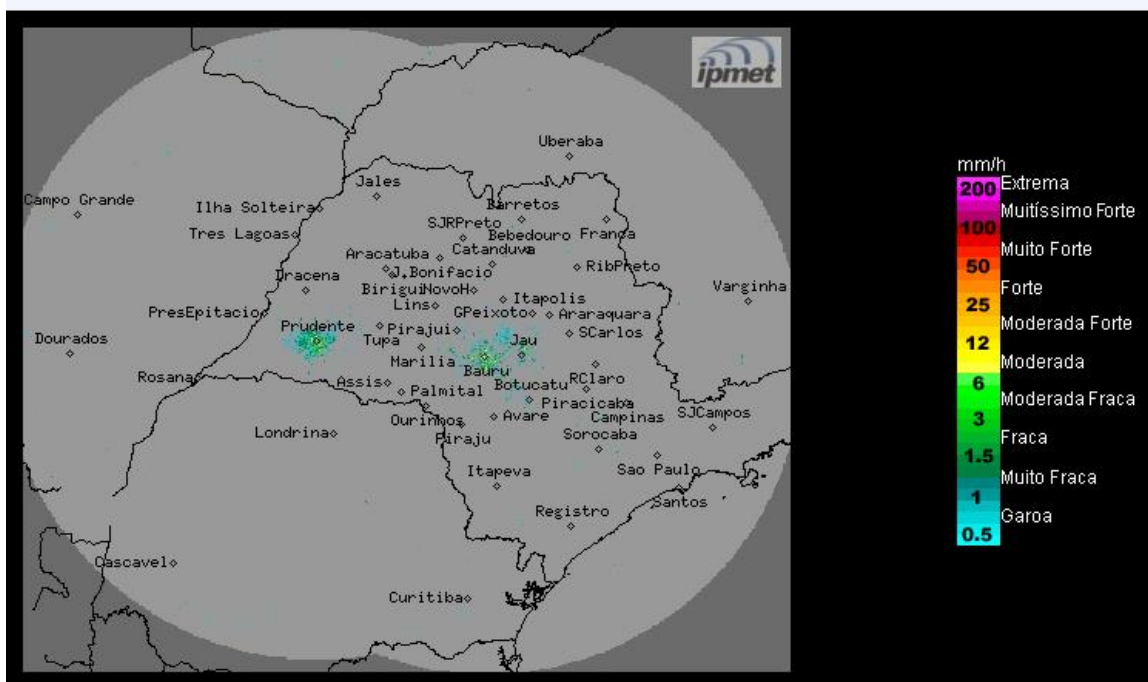 ipmet
Uberaba
Jales
Campo Grande
Ilha Solteira
Barretos
SJRPreto
Tres Lagoas
Bebedouro
Franca
Catanduva
Aracatuba
J.Bonifacio
RibPreto
Dracena
Birigui
NovoH
Varginha
Itapolis
Lins
PresEpitacio
GPeixoto
Araraquara
Prudente
Pirajui
SCarlos
Dourados
Tupa
Jau
Marilia
Bauru
Rosana
Assis
Botucatu
RClaro
Palmital
Piracicaba
Ourinhos
Avare
Campinas
SJCampos
Londrina
Piraju
Sorocaba
Itapeva
Sao Paulo
Santos
Registro
Cascavel
Curitiba
mm/h
200 Extrema
Muitíssimo Forte
100
Muito Forte
50
Forte
25
Moderada Forte
12
Moderada
6
Moderada Fraca
3
Fraca
1.5
Muito Fraca
1
Garoa
0.5